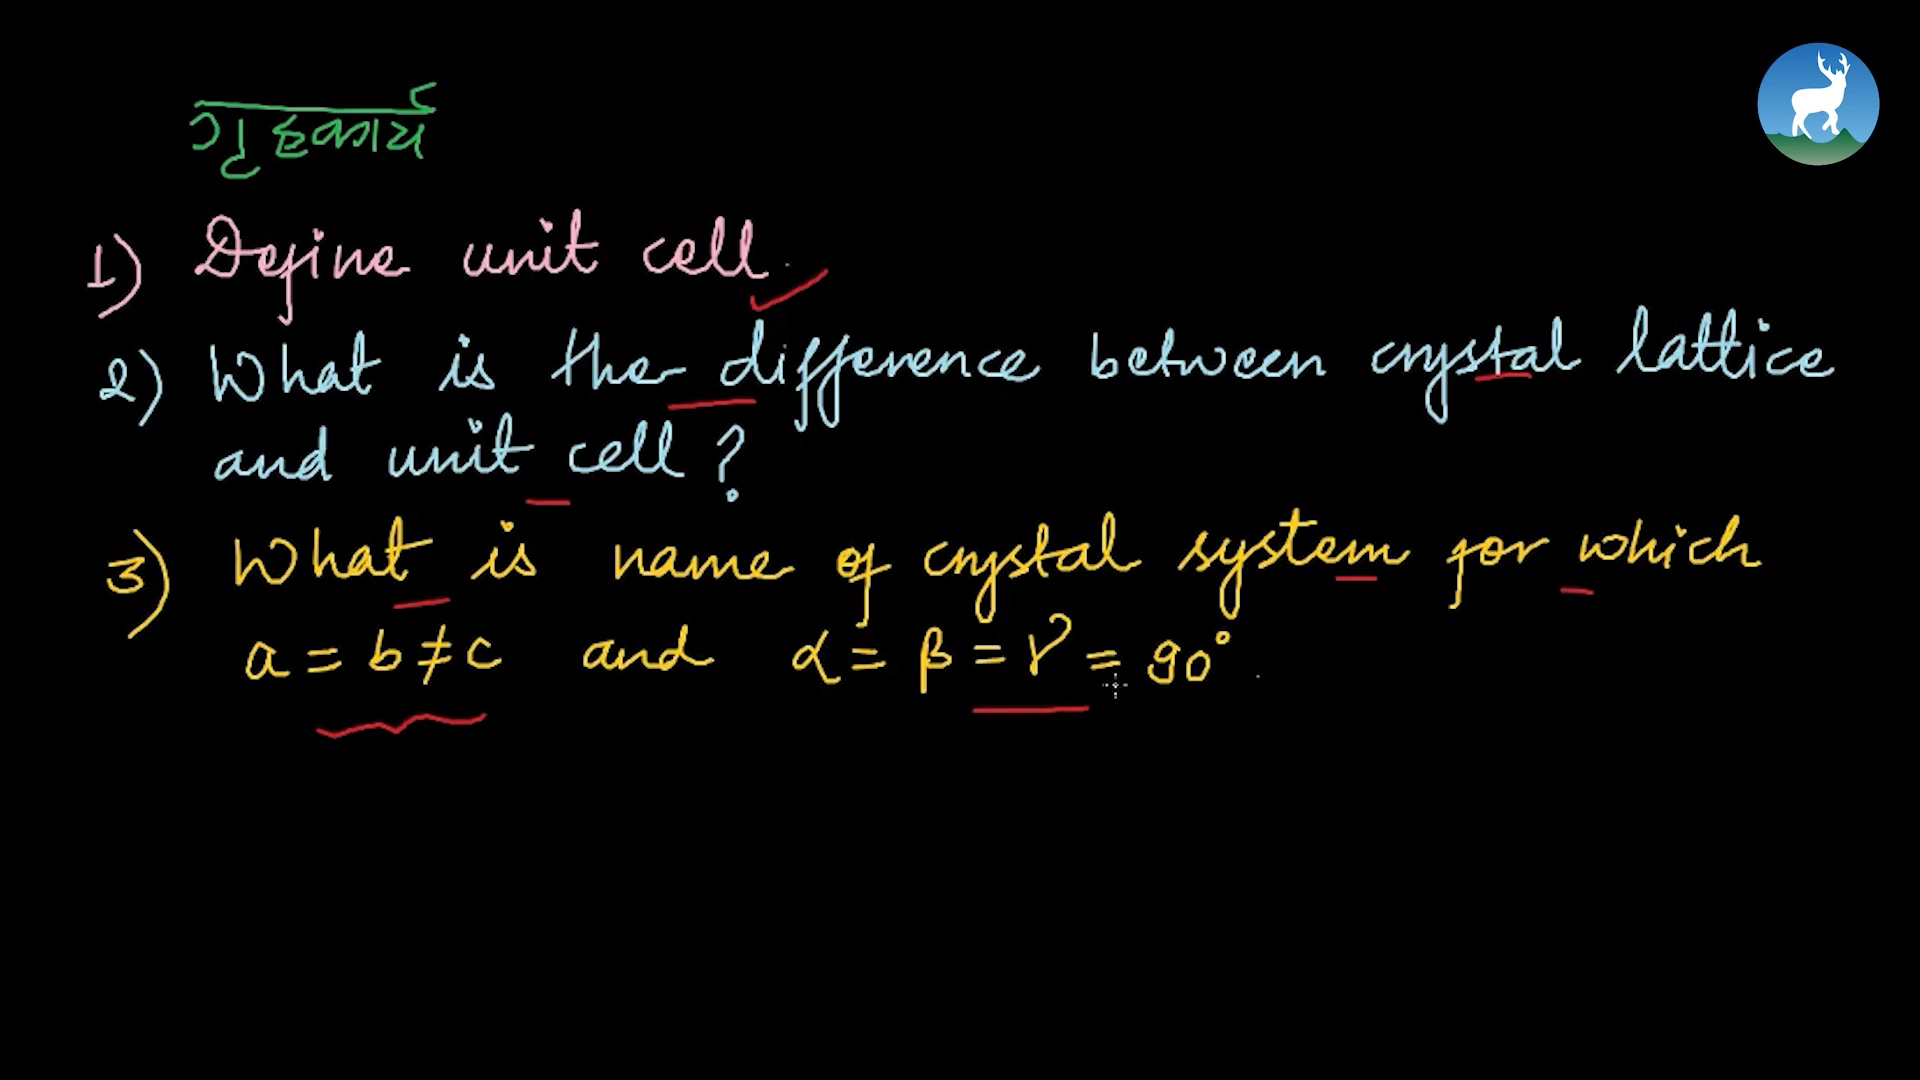 गृहकार्य
1) Define unit cell.
2) What is the difference between crystal lattice
and unit cell?
3) What is name of crystal system for which
a = b ≠ c and α = β = γ = 90°.